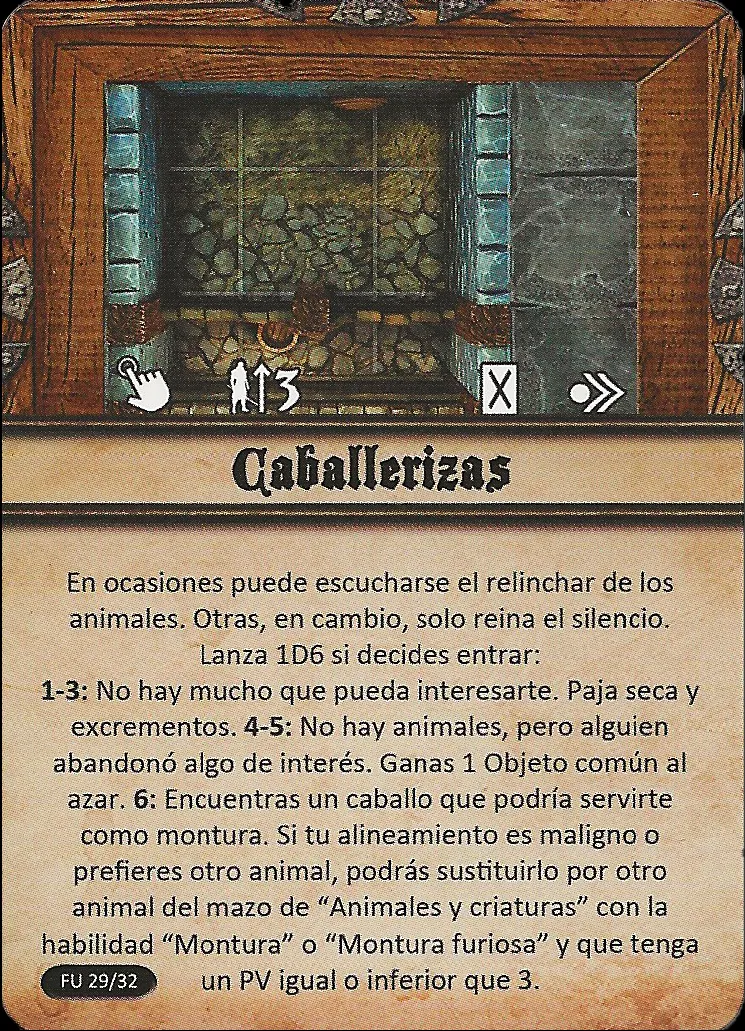 3
X
Caballerizas
En ocasiones puede escucharse el relinchar de los
animales. Otras, en cambio, solo reina el silencio.
Lanza 1D6 si decides entrar:
1-3: No hay mucho que pueda interesarte. Paja seca y
excrementos. 4-5: No hay animales, pero alguien
abandonó algo de interés. Ganas 1 Objeto común al
azar. 6: Encuentras un caballo que podría servirte
como montura. Si tu alineamiento es maligno o
prefieres otro animal, podrás sustituirlo por otro
animal del mazo de “Animales y criaturas” con la
habilidad “Montura” o “Montura furiosa” y que tenga
un PV igual o inferior que 3.
FU 29/32